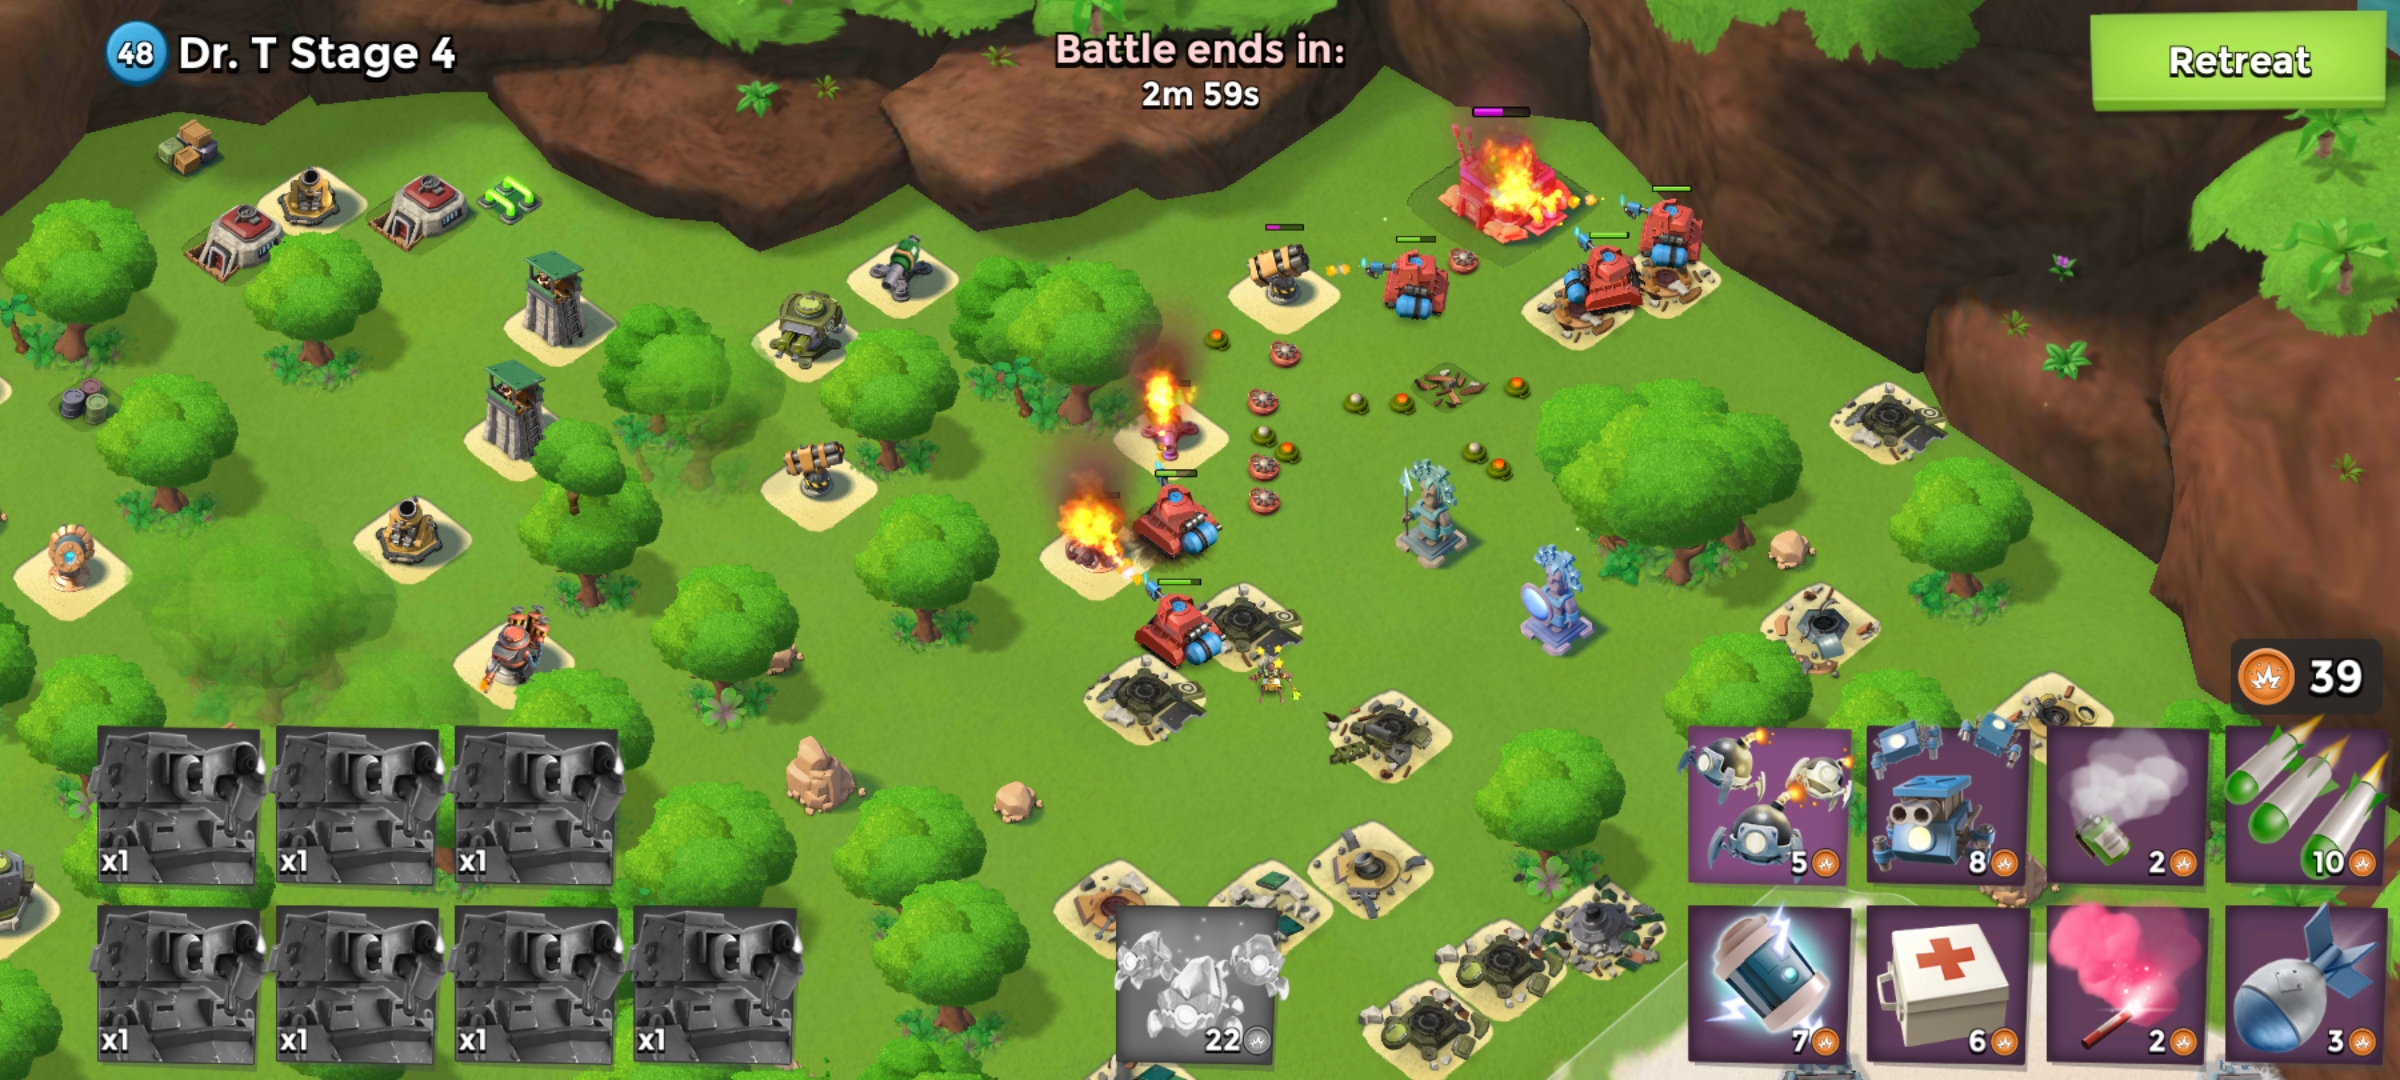 48 Dr. T Stage 4
Battle ends in:
2m 59s
Retreat
39
x1 x1 x1
5 8 2 10
x1 x1 x1 x1
22
7 6 2 3